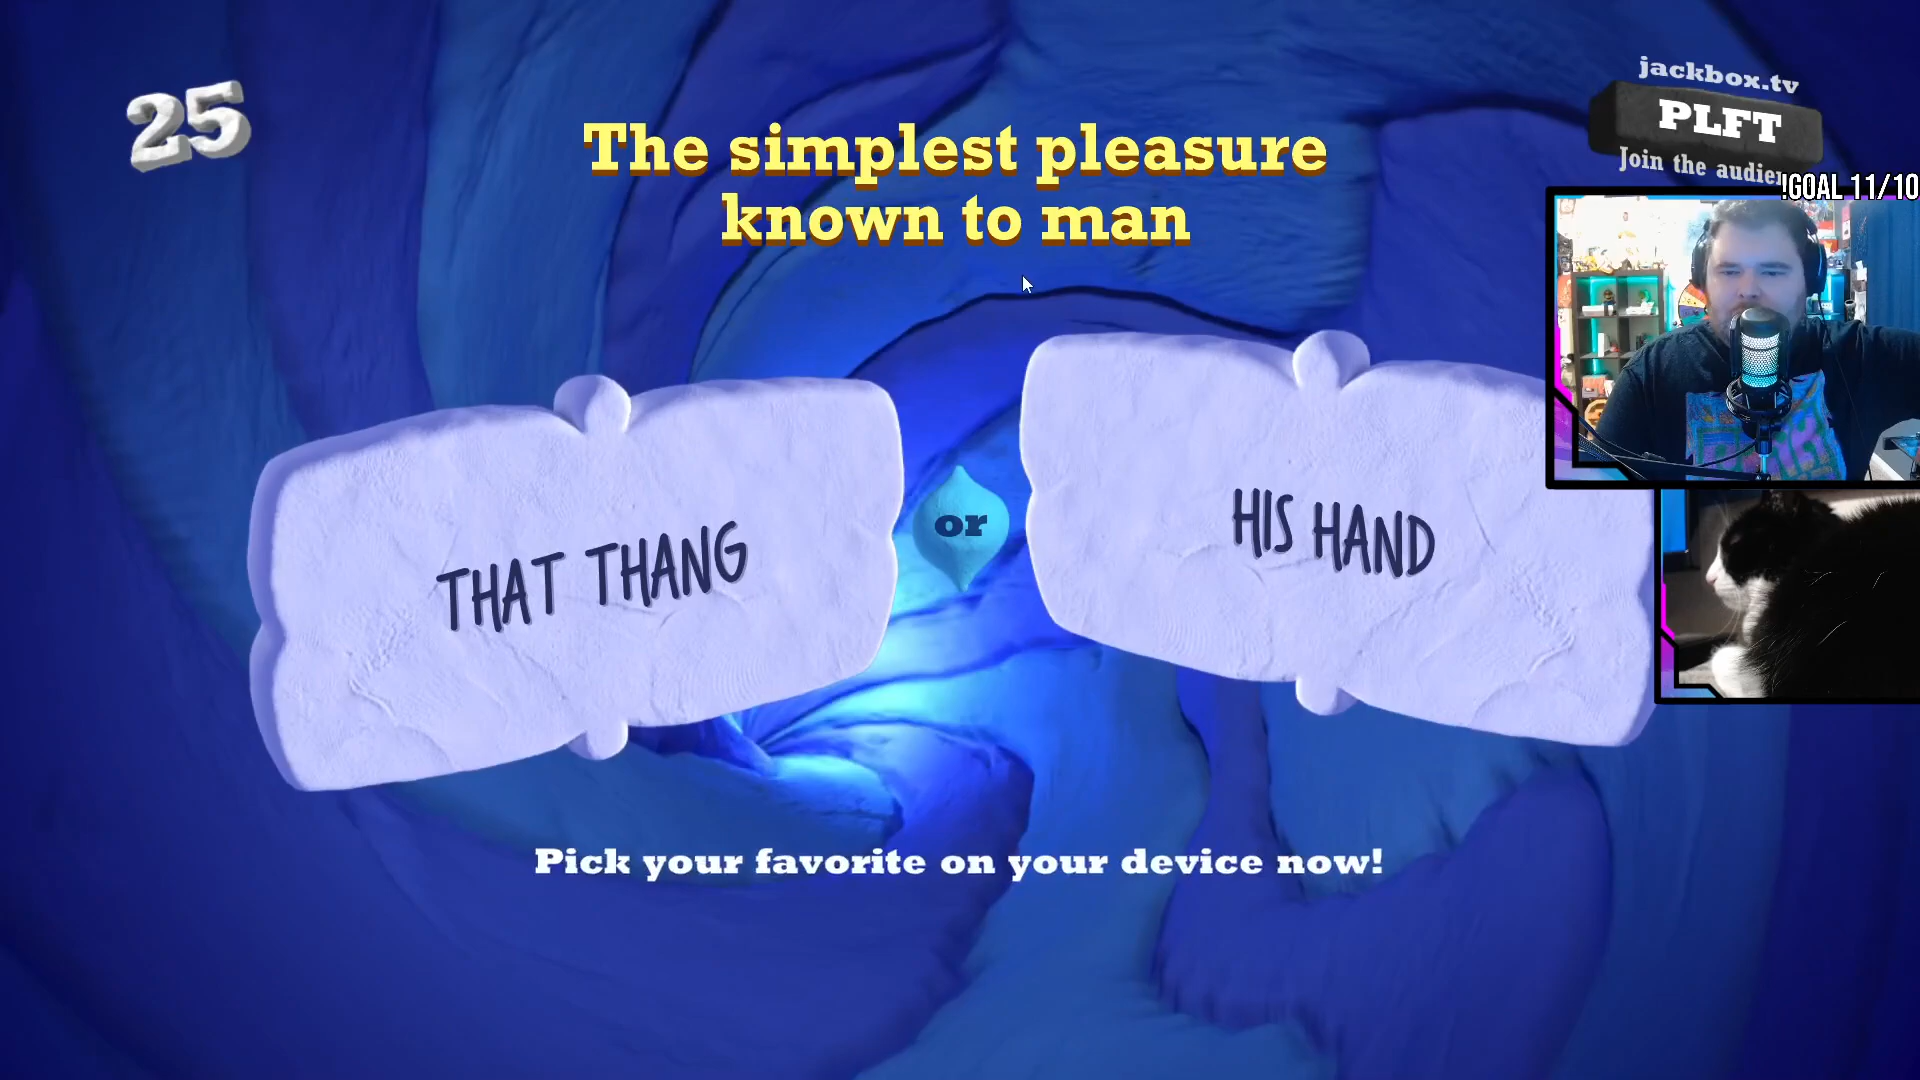 25
The simplest pleasure
known to man
jackbox.tv
PLFT
Join the audie
!GOAL 11/10
THAT THANG
or
HIS HAND
Pick your favorite on your device now!